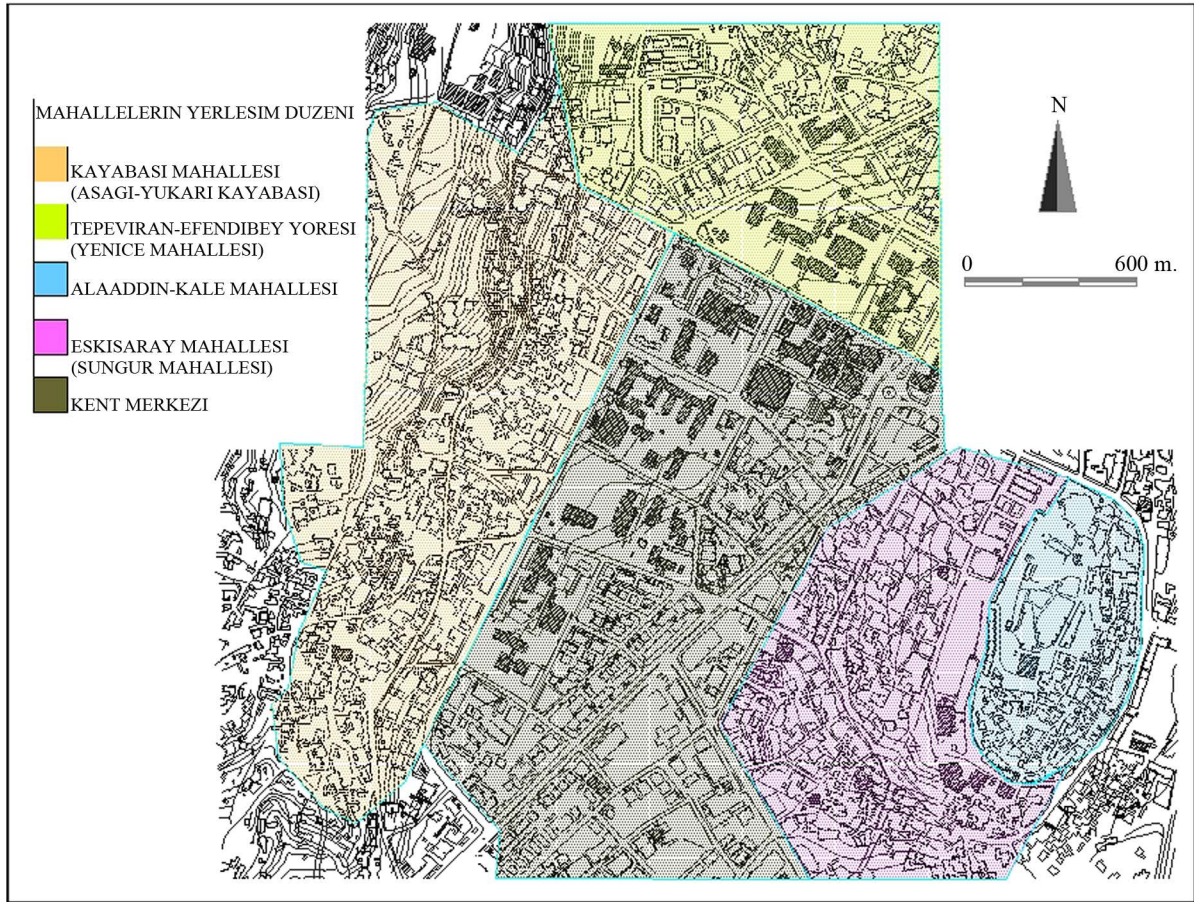 MAHALLELERIN YERLESIM DUZENI
KAYABASI MAHALLESI
(ASAGI-YUKARI KAYABASI)
TEPEVIRAN-EFENDIBEY YORESI
(YENICE MAHALLESI)
ALAADDIN-KALE MAHALLESI
ESKISARAY MAHALLESI
(SUNGUR MAHALLESI)
KENT MERKEZI
N
0 600 m.